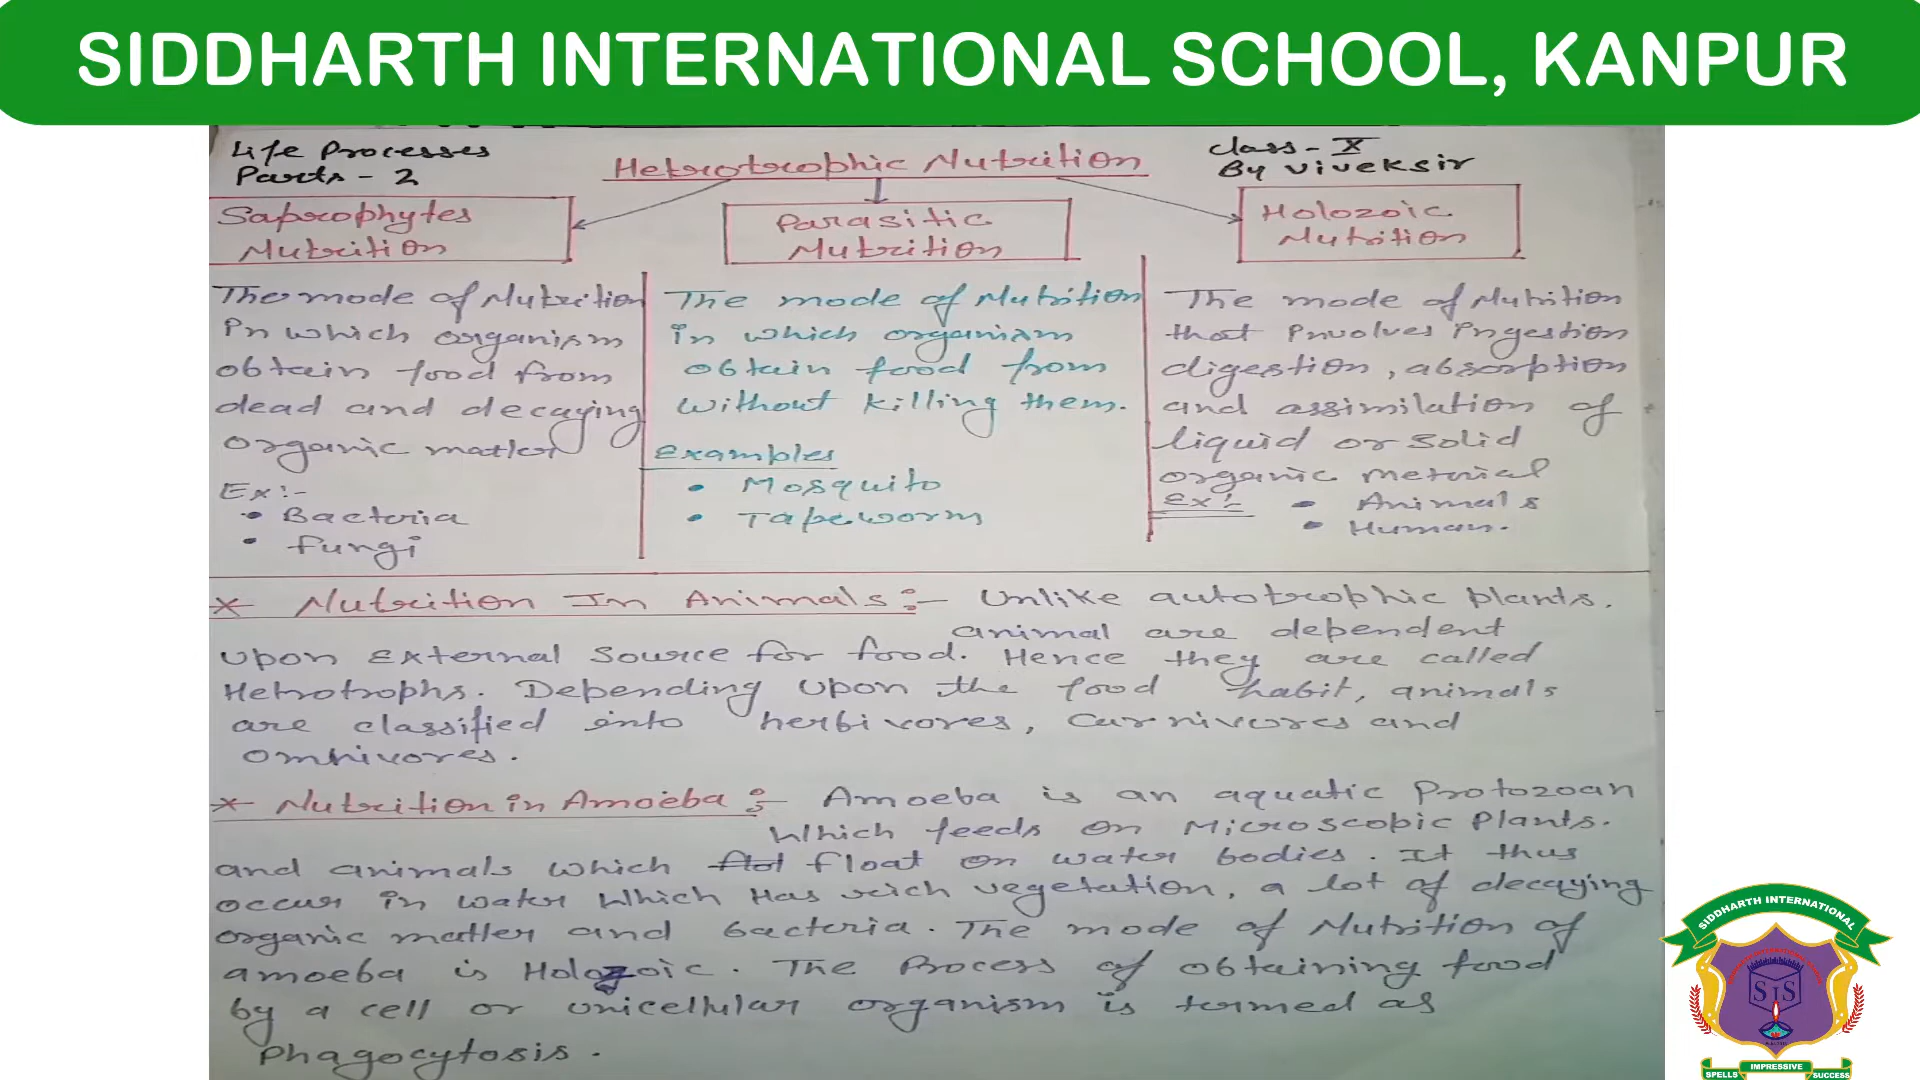 SIDDHARTH INTERNATIONAL SCHOOL, KANPUR
Life Processes
Parts - 2
Hetrotrophic Nutrition
Class - X
By Viveksir
Saprophytes
Nutrition
Parasitic
Nutrition
Holozoic
Nutrition
The mode of Nutrition
in which organism
obtain food from
dead and decaying
organic matter
Ex:-
• Bacteria
• fungi
The mode of Nutrition
in which organism
obtain food from
without killing them.
Examples
• Mosquito
• Tapeworm
The mode of Nutrition
that involves ingestion
digestion, absorption
and assimilation of
liquid or solid
organic meterial
Ex:- • Animals
• Human.
* Nutrition In Animals :- Unlike autotrophic plants.
animal are dependent
upon external source for food. Hence they are called
Hetrotrophs. Depending upon the food habit, animals
are classified into herbivores, carnivores and
omnivores.
* Nutrition in Amoeba :- Amoeba is an aquatic Protozoan
Which feeds on Microscopic Plants.
and animals which float on water bodies. It thus
occur in water Which Has rich vegetation, a lot of decaying
organic matter and bacteria. The mode of Nutrition of
amoeba is Holozoic. The Process of obtaining food
by a cell or unicellular organism is termed as
Phagocytosis.
SIDDHARTH INTERNATIONAL
SIS
SPELLS IMPRESSIVE SUCCESS